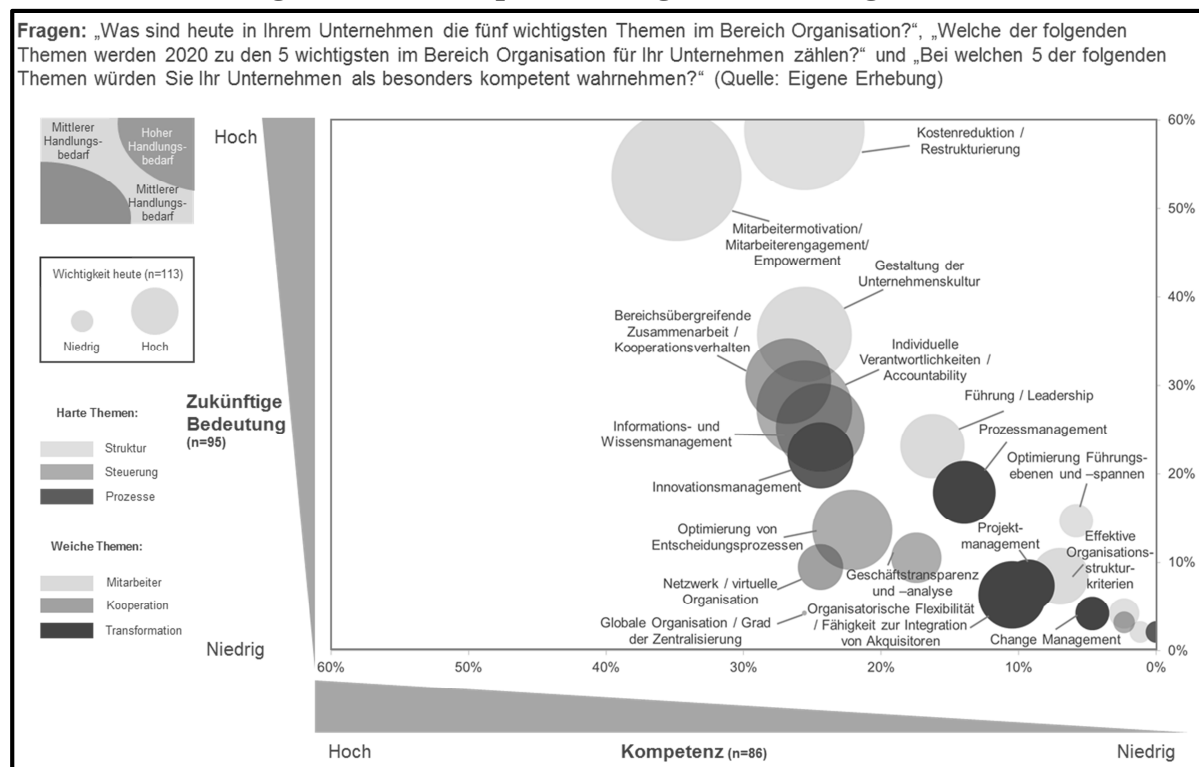 Fragen: „Was sind heute in Ihrem Unternehmen die fünf wichtigsten Themen im Bereich Organisation?“, „Welche der folgenden
Themen werden 2020 zu den 5 wichtigsten im Bereich Organisation für Ihr Unternehmen zählen?“ und „Bei welchen 5 der folgenden
Themen würden Sie Ihr Unternehmen als besonders kompetent wahrnehmen?“ (Quelle: Eigene Erhebung)
Mittlerer
Handlungs-
bedarf
Hoher
Handlungs-
bedarf
Mittlerer
Handlungs-
bedarf
Wichtigkeit heute (n=113)
Niedrig
Hoch
Harte Themen:
Struktur
Steuerung
Prozesse
Weiche Themen:
Mitarbeiter
Kooperation
Transformation
Hoch
Zukünftige
Bedeutung
(n=95)
Niedrig
Kostenreduktion /
Restrukturierung
Mitarbeitermotivation/
Mitarbeiterengagement/
Empowerment
Gestaltung der
Unternehmenskultur
Bereichsübergreifende
Zusammenarbeit /
Kooperationsverhalten
Individuelle
Verantwortlichkeiten /
Accountability
Führung / Leadership
Informations- und
Wissensmanagement
Prozessmanagement
Optimierung Führungs-
ebenen und –spannen
Innovationsmanagement
Optimierung von
Entscheidungsprozessen
Projekt-
management
Effektive
Organisations-
struktur-
kriterien
Netzwerk / virtuelle
Organisation
Geschäftstransparenz
und –analyse
Globale Organisation / Grad
der Zentralisierung
Organisatorische Flexibilität
/ Fähigkeit zur Integration
von Akquisitoren
Change Management
60%
50%
40%
30%
20%
10%
0%
60%
50%
40%
30%
20%
10%
0%
Hoch
Kompetenz (n=86)
Niedrig